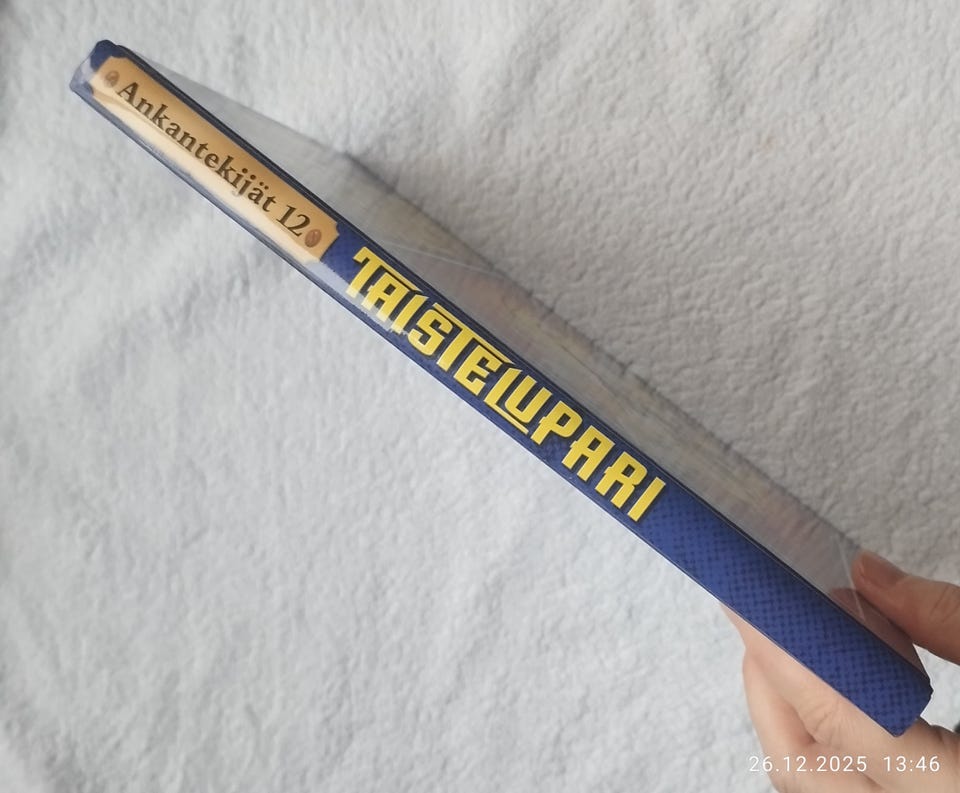 Ankantekijät 12
TAISTELUPARI
26.12.2025 13:46